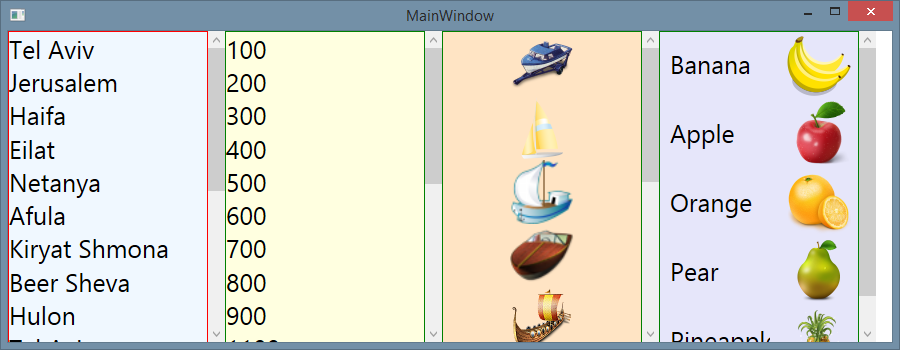 MainWindow
Tel Aviv
Jerusalem
Haifa
Eilat
Netanya
Afula
Kiryat Shmona
Beer Sheva
Hulon
100
200
300
400
500
600
700
800
900
Banana
Apple
Orange
Pear
Pineapple